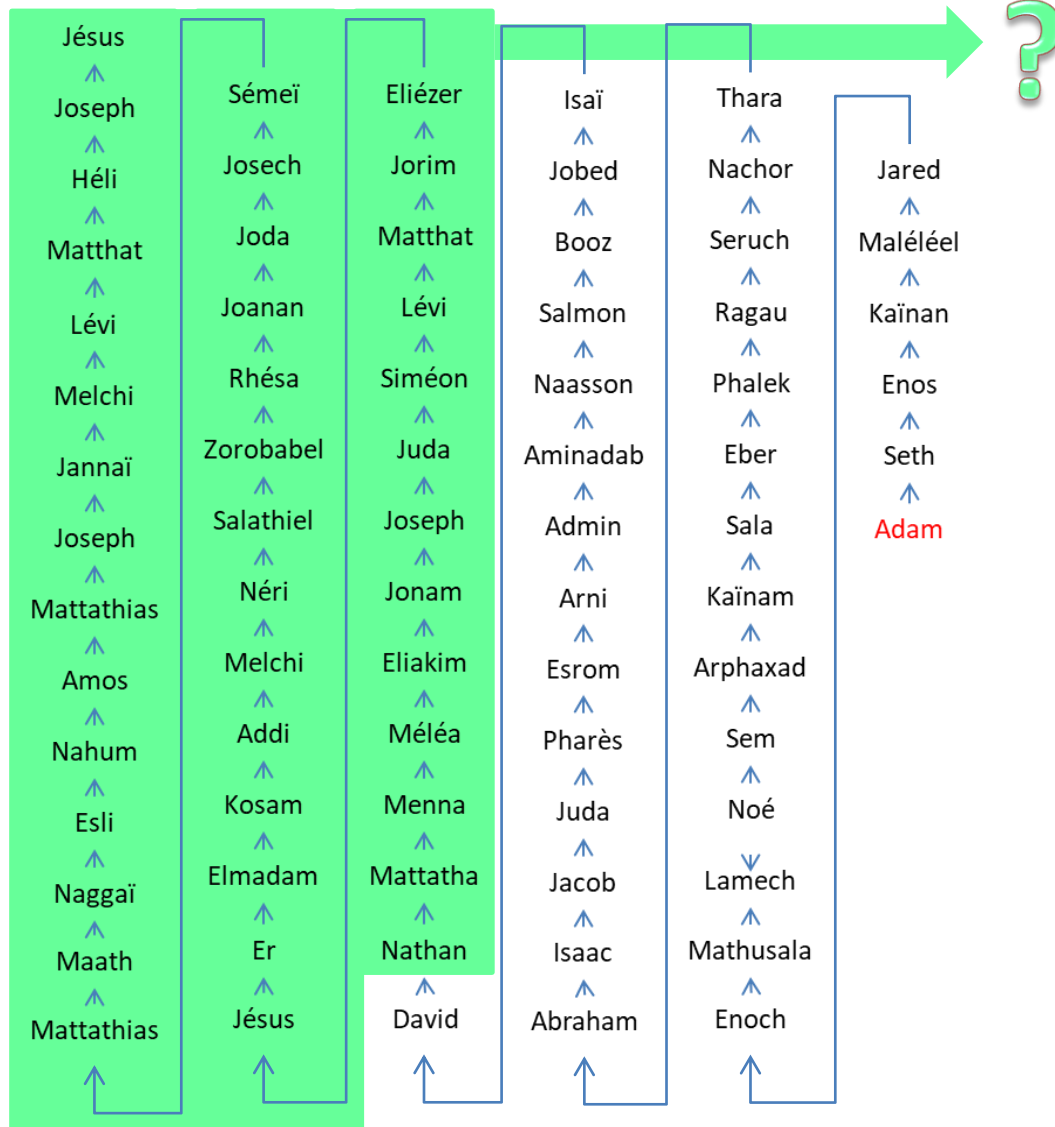 Jésus
Joseph
Héli
Matthat
Lévi
Melchi
Jannaï
Joseph
Mattathias
Amos
Nahum
Esli
Naggaï
Maath
Mattathias
Sémeï
Josech
Joda
Joanan
Rhésa
Zorobabel
Salathiel
Néri
Melchi
Addi
Kosam
Elmadam
Er
Jésus
Eliézer
Jorim
Matthat
Lévi
Siméon
Juda
Joseph
Jonam
Eliakim
Méléa
Menna
Mattatha
Nathan
David
Isaï
Jobed
Booz
Salmon
Naasson
Aminadab
Admin
Arni
Esrom
Pharès
Juda
Jacob
Isaac
Abraham
Thara
Nachor
Seruch
Ragau
Phalek
Eber
Sala
Kaïnam
Arphaxad
Sem
Noé
Lamech
Mathusala
Enoch
?
Jared
Maléléel
Kaïnan
Enos
Seth
Adam